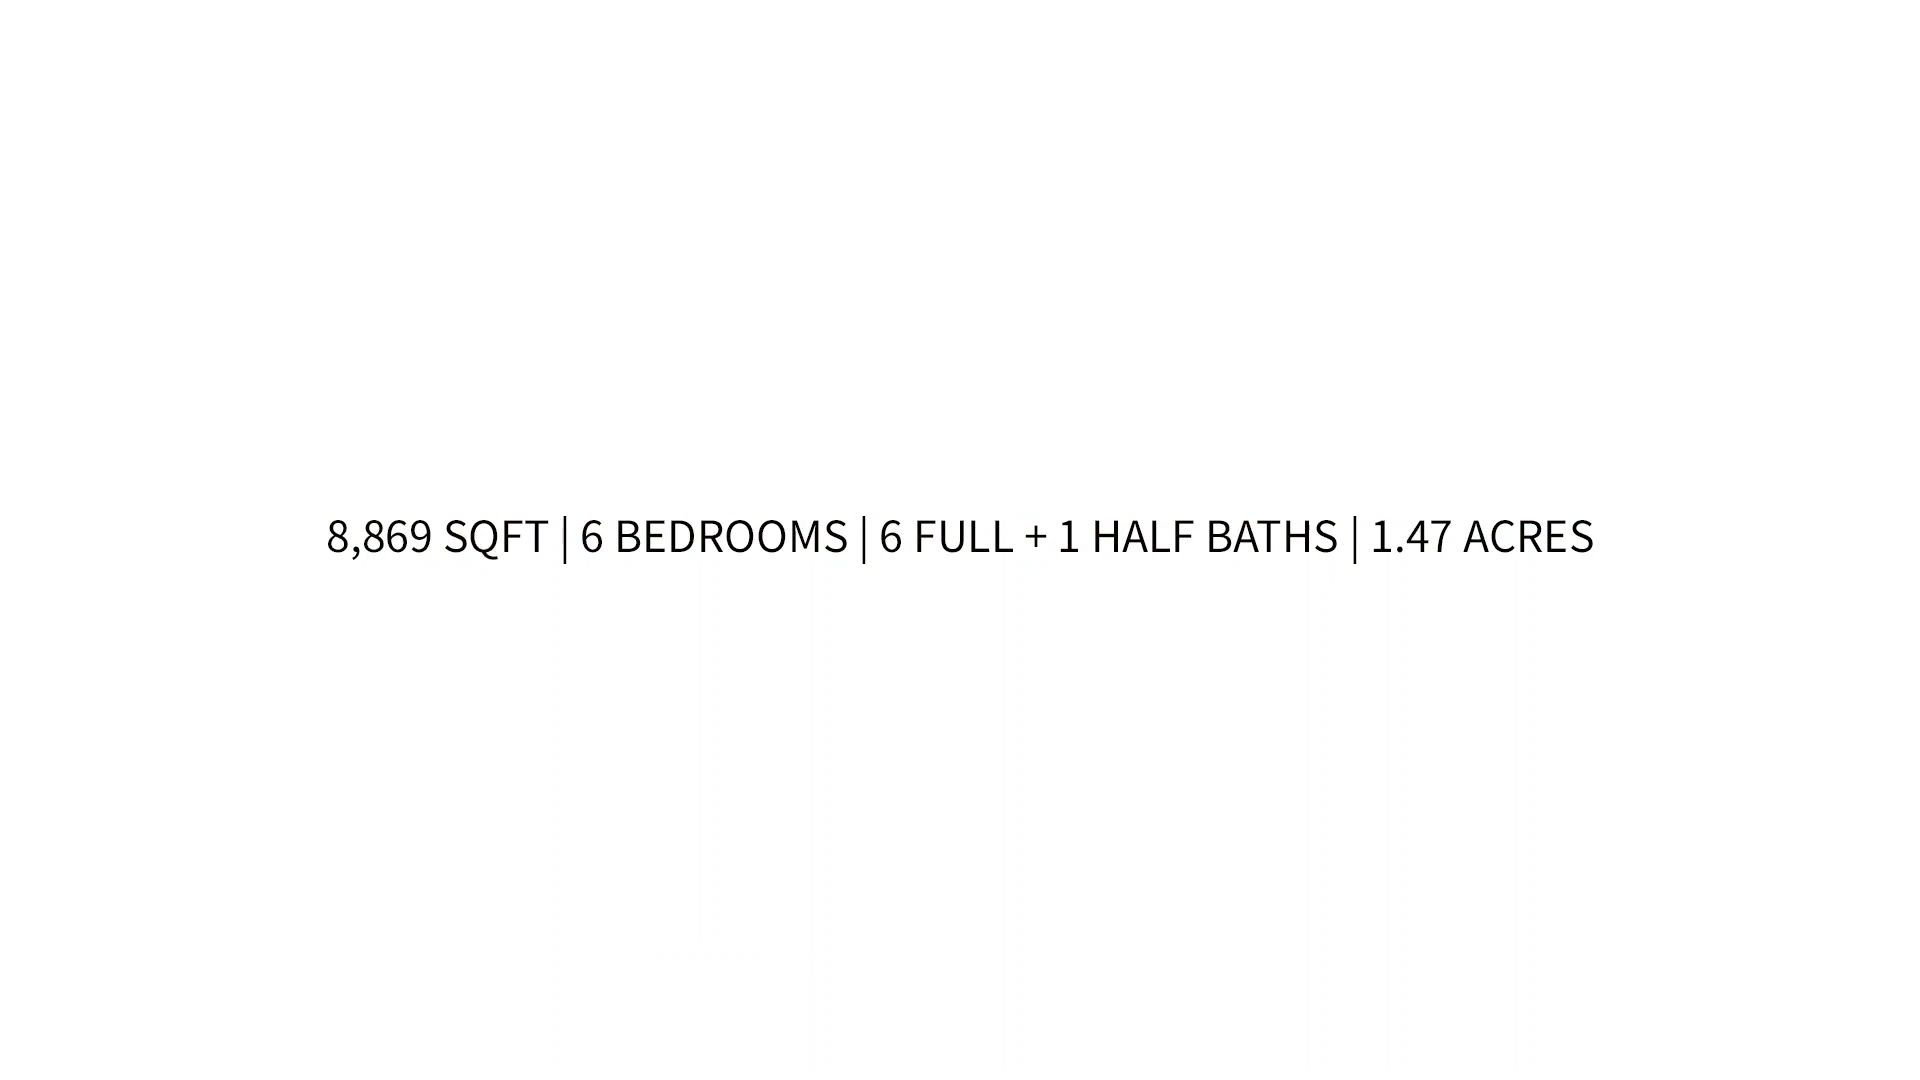 8,869 SQFT | 6 BEDROOMS | 6 FULL + 1 HALF BATHS | 1.47 ACRES